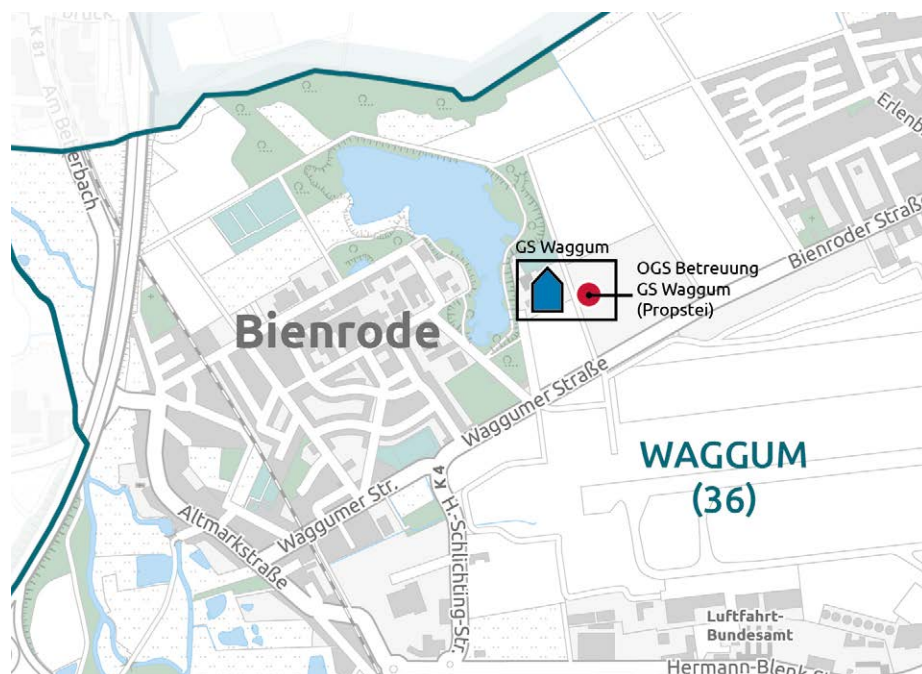 K 81
Am Beberbach
Erlenb
GS Waggum
OGS Betreuung
GS Waggum
(Propstei)
Bienroder Straße
Bienrode
Waggumer Straße
WAGGUM
(36)
K 4
Waggumer Str.
Altmarkstraße
H.-Schlichting-Str.
Luftfahrt-
Bundesamt
Hermann-Blenk-Str